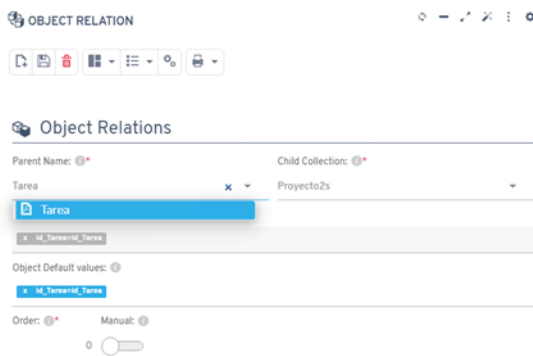 OBJECT RELATION
Object Relations
Parent Name: *
Child Collection: *
Tarea
Proyecto2s
Tarea
x id_Tarea=id_Tarea
Object Default values:
x id_Tarea=id_Tarea
Order: *
Manual:
0